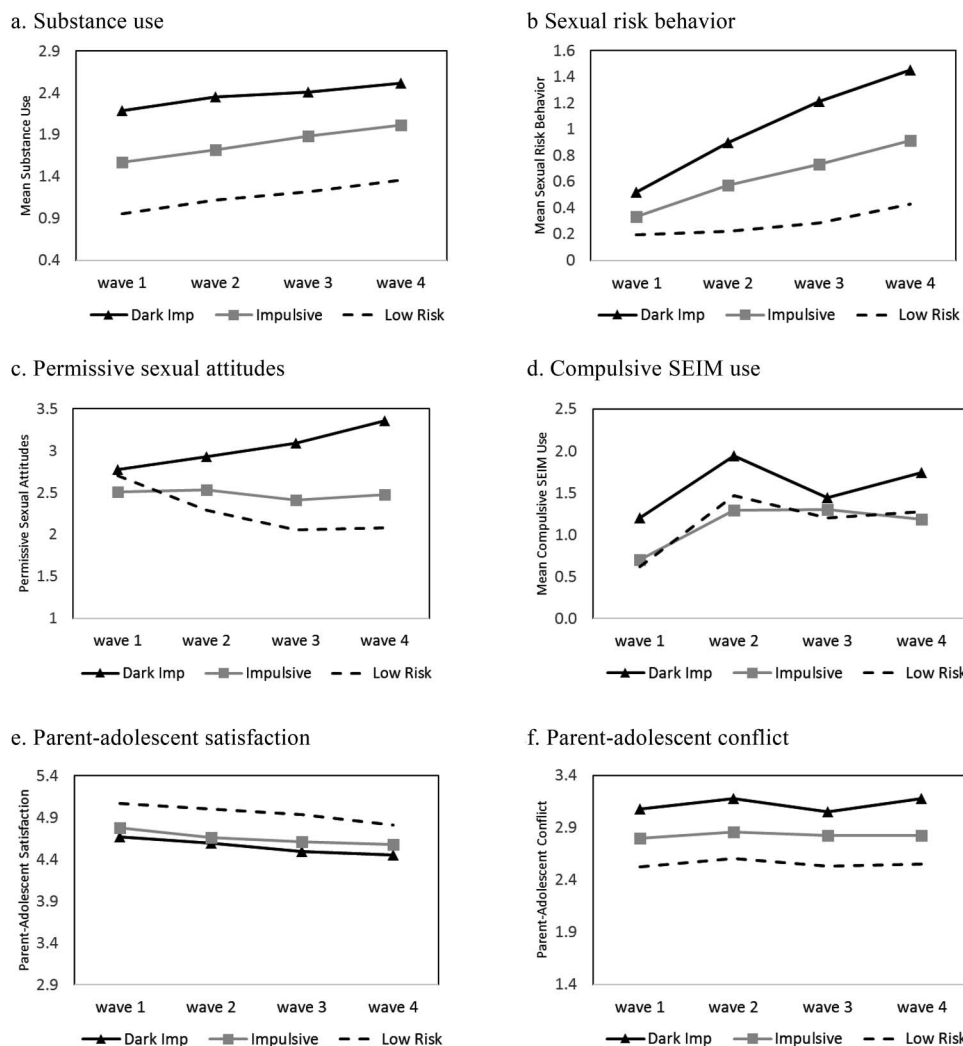 a. Substance use
2.9
2.4
1.9
1.4
0.9
0.4
Mean Substance Use
wave 1 wave 2 wave 3 wave 4
Dark Imp Impulsive Low Risk
b Sexual risk behavior
1.6
1.4
1.2
1
0.8
0.6
0.4
0.2
0
Mean Sexual Risk Behavior
wave 1 wave 2 wave 3 wave 4
Dark Imp Impulsive Low Risk
c. Permissive sexual attitudes
3.5
3
2.5
2
1.5
1
Permissive Sexual Attitudes
wave 1 wave 2 wave 3 wave 4
Dark Imp Impulsive Low Risk
d. Compulsive SEIM use
2.5
2.0
1.5
1.0
0.5
0.0
Mean Compulsive SEIM Use
wave 1 wave 2 wave 3 wave 4
Dark Imp Impulsive Low Risk
e. Parent-adolescent satisfaction
5.4
4.9
4.4
3.9
3.4
2.9
Parent-Adolescent Satisfaction
wave 1 wave 2 wave 3 wave 4
Dark Imp Impulsive Low Risk
f. Parent-adolescent conflict
3.4
2.9
2.4
1.9
1.4
Parent-Adolescent Conflict
wave 1 wave 2 wave 3 wave 4
Dark Imp Impulsive Low Risk